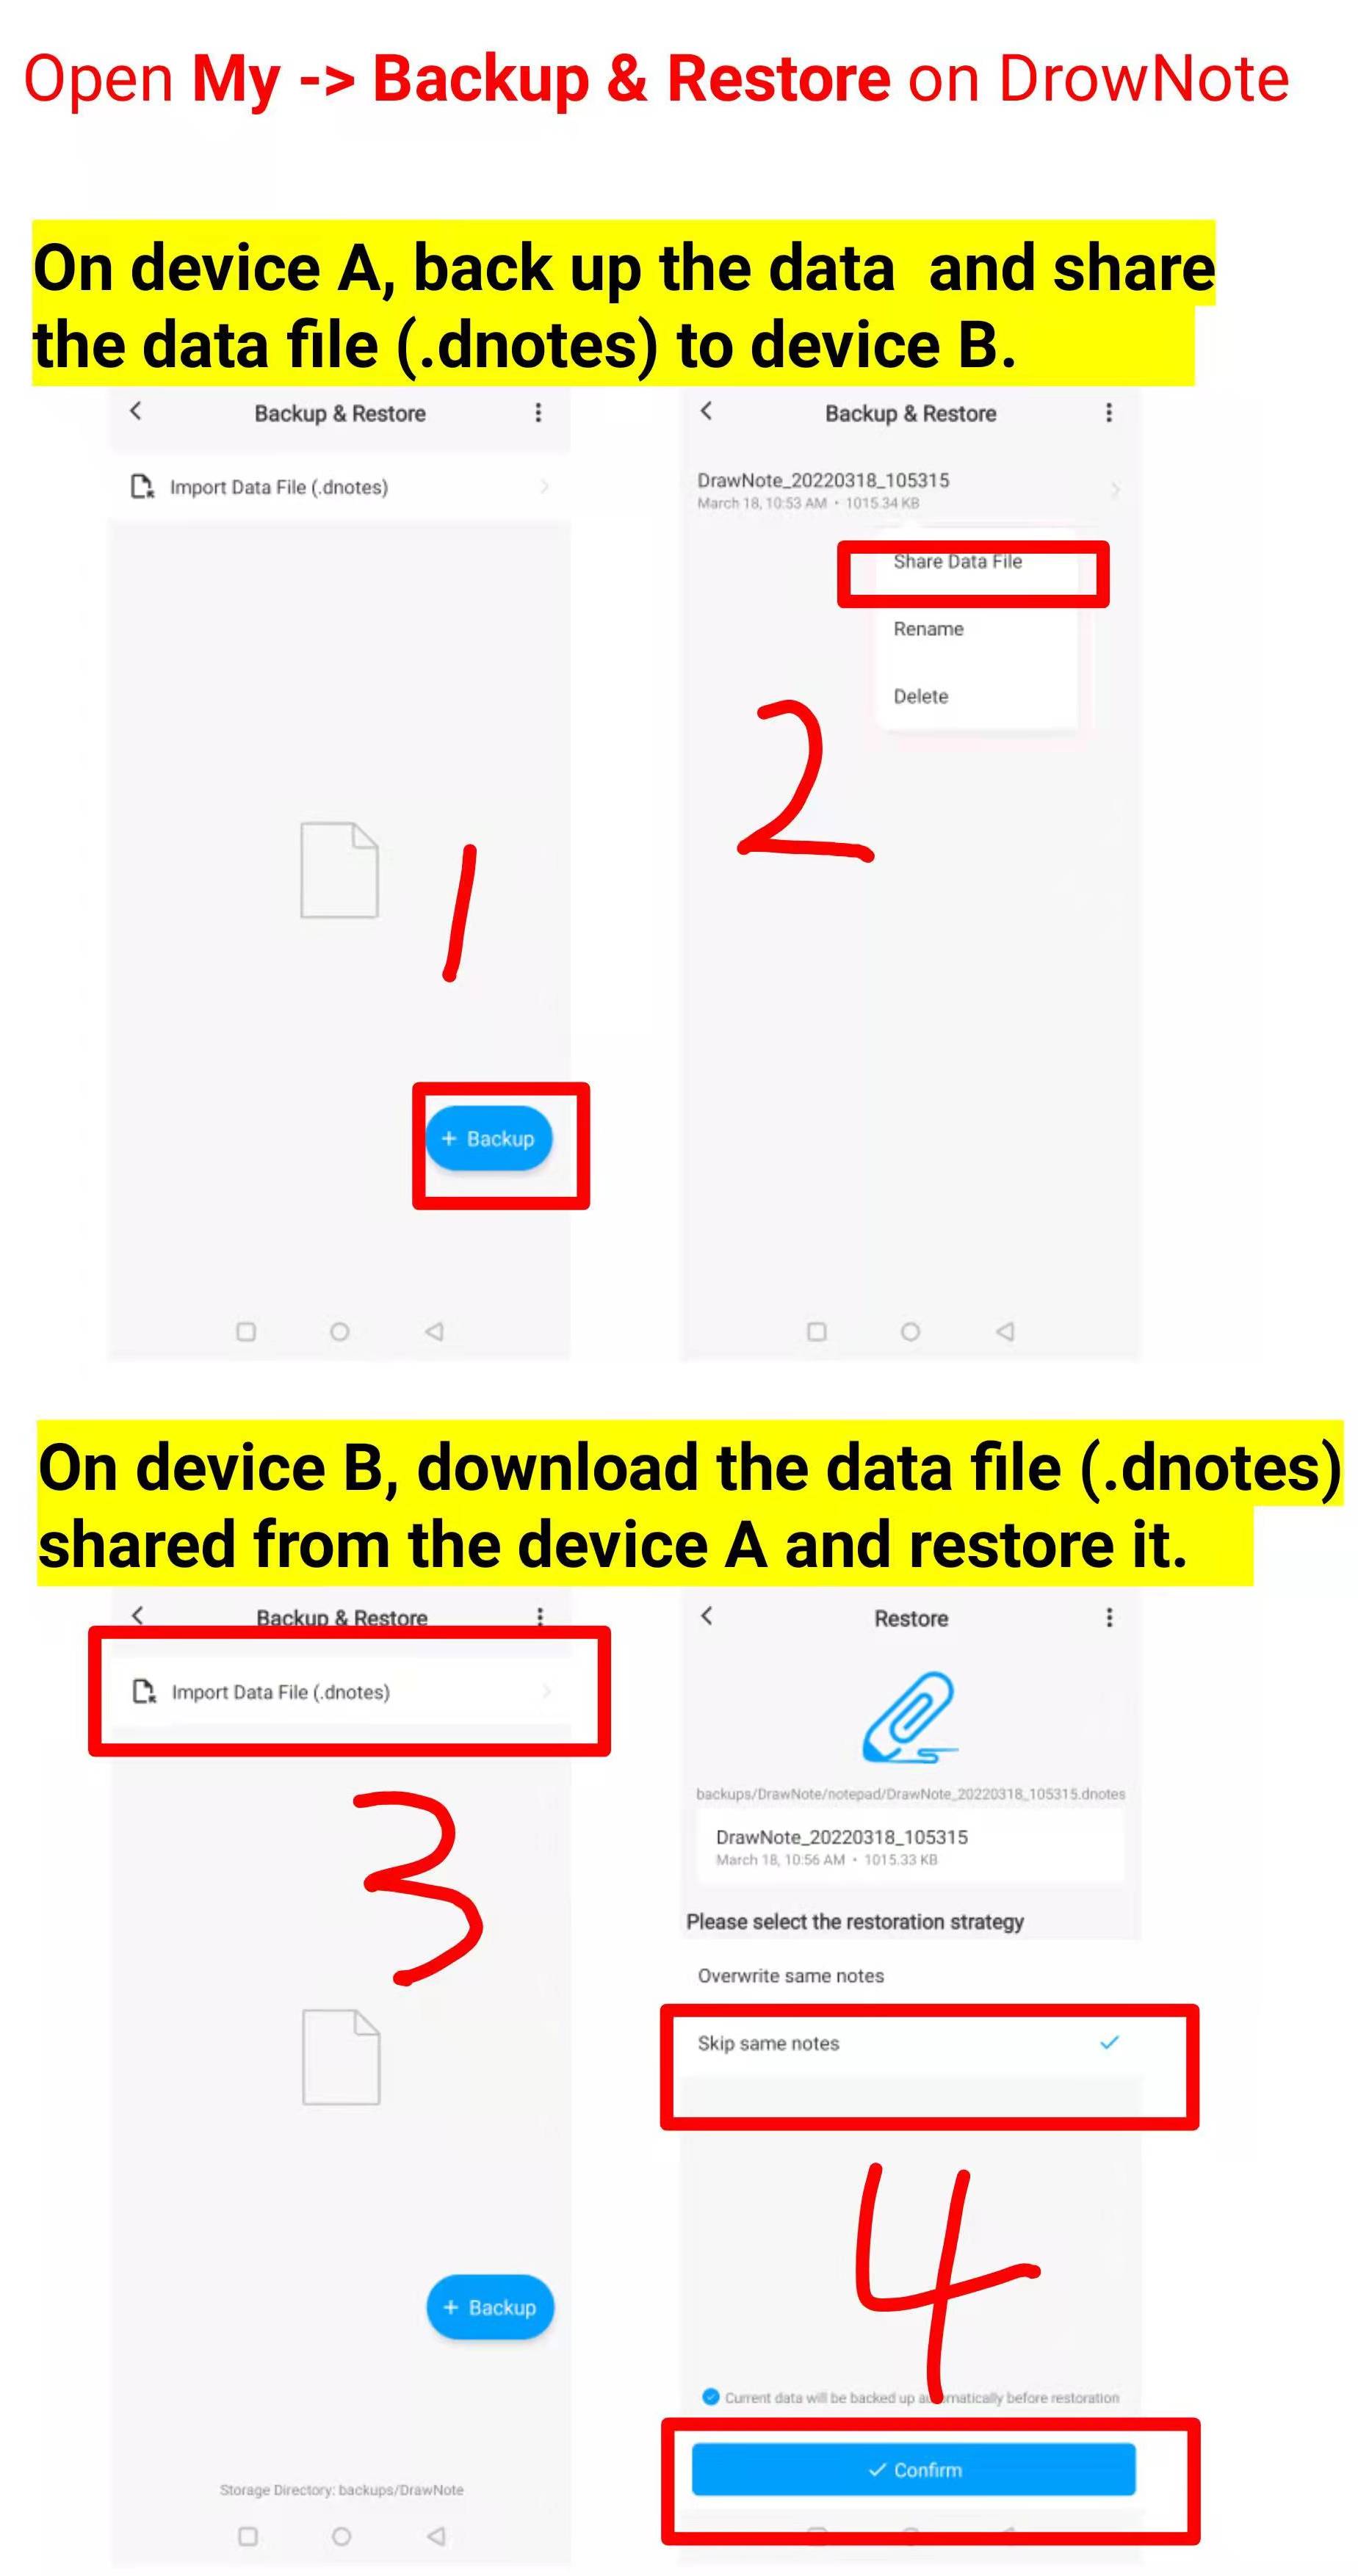 Open My -> Backup & Restore on DrowNote
On device A, back up the data  and share
the data file (.dnotes) to device B.
Backup & Restore
Import Data File (.dnotes)
1
+ Backup
Backup & Restore
DrawNote_20220318_105315
March 18, 10:53 AM • 1015.34 KB
Share Data File
Rename
Delete
2
On device B, download the data file (.dnotes)
shared from the device A and restore it.
Backup & Restore
Import Data File (.dnotes)
3
+ Backup
Storage Directory: backups/DrawNote
Restore
backups/DrawNote/notepad/DrawNote_20220318_105315.dnotes
DrawNote_20220318_105315
March 18, 10:56 AM • 1015.33 KB
Please select the restoration strategy
Overwrite same notes
Skip same notes
4
Current data will be backed up automatically before restoration
Confirm